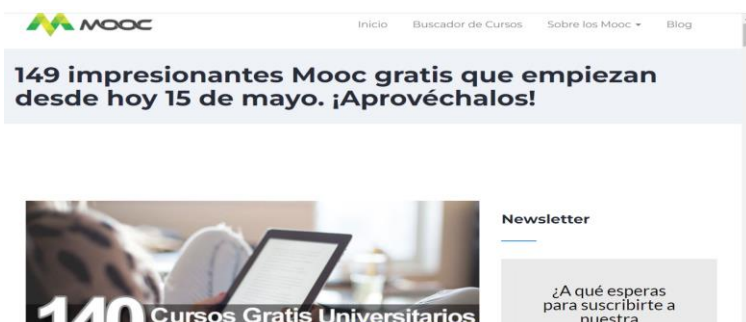 MOOC
Inicio Buscador de Cursos Sobre los Mooc Blog
149 impresionantes Mooc gratis que empiezan
desde hoy 15 de mayo. ¡Aprovéchalos!
140 Cursos Gratis Universitarios
Newsletter
¿A qué esperas
para suscribirte a
nuestra